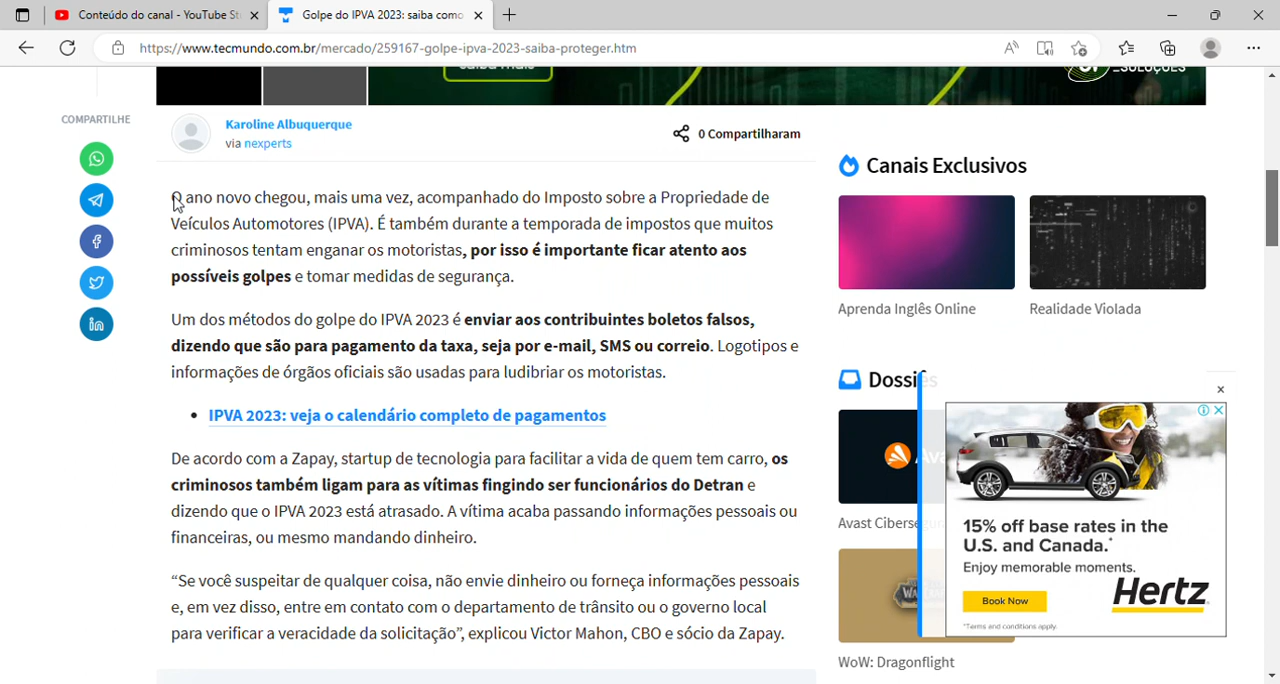 Conteúdo do canal - YouTube St
Golpe do IPVA 2023: saiba como
https://www.tecmundo.com.br/mercado/259167-golpe-ipva-2023-saiba-proteger.htm
saiba mais
_SOLUÇÕES
COMPARTILHE
Karoline Albuquerque
via nexperts
0 Compartilharam
O ano novo chegou, mais uma vez, acompanhado do Imposto sobre a Propriedade de
Veículos Automotores (IPVA). É também durante a temporada de impostos que muitos
criminosos tentam enganar os motoristas, por isso é importante ficar atento aos
possíveis golpes e tomar medidas de segurança.
Um dos métodos do golpe do IPVA 2023 é enviar aos contribuintes boletos falsos,
dizendo que são para pagamento da taxa, seja por e-mail, SMS ou correio. Logotipos e
informações de órgãos oficiais são usadas para ludibriar os motoristas.
• IPVA 2023: veja o calendário completo de pagamentos
De acordo com a Zapay, startup de tecnologia para facilitar a vida de quem tem carro, os
criminosos também ligam para as vítimas fingindo ser funcionários do Detran e
dizendo que o IPVA 2023 está atrasado. A vítima acaba passando informações pessoais ou
financeiras, ou mesmo mandando dinheiro.
“Se você suspeitar de qualquer coisa, não envie dinheiro ou forneça informações pessoais
e, em vez disso, entre em contato com o departamento de trânsito ou o governo local
para verificar a veracidade da solicitação”, explicou Victor Mahon, CBO e sócio da Zapay.
Canais Exclusivos
Aprenda Inglês Online
Realidade Violada
Dossiês
Avast Cibersegu
WoW: Dragonflight
15% off base rates in the
U.S. and Canada.*
Enjoy memorable moments.
Book Now
Hertz
*Terms and conditions apply.